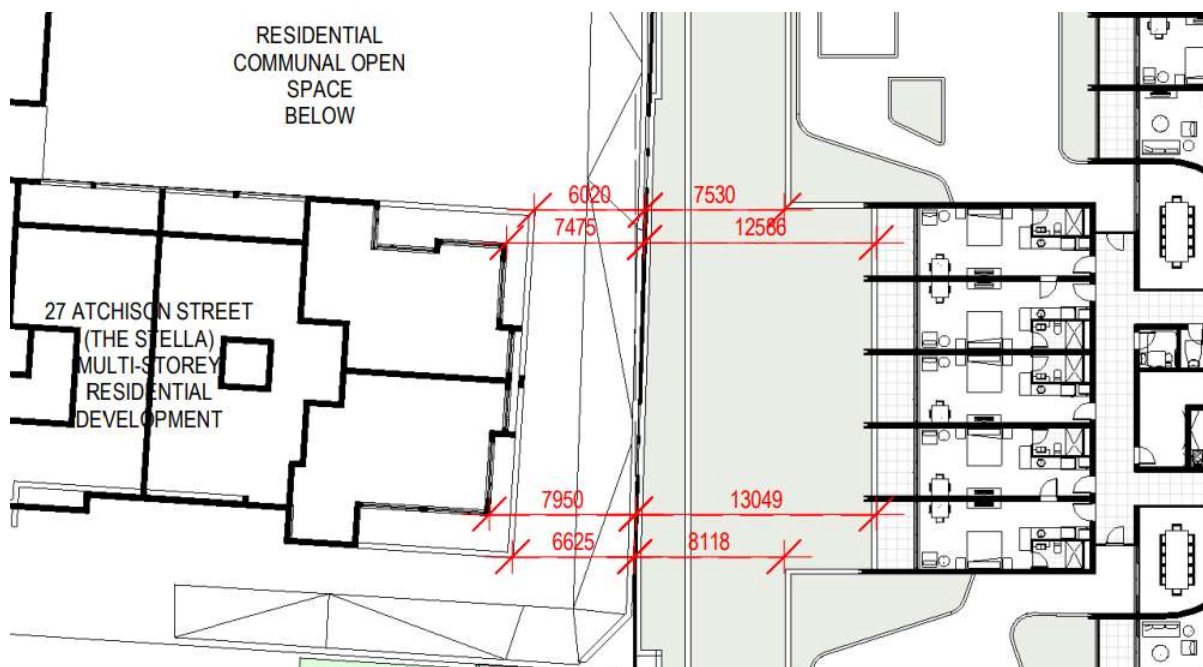 RESIDENTIAL
COMMUNAL OPEN
SPACE
BELOW
6020 7530
7475 12586
27 ATCHISON STREET
(THE STELLA)
MULTI-STOREY
RESIDENTIAL
DEVELOPMENT
7950 13049
6625 8118